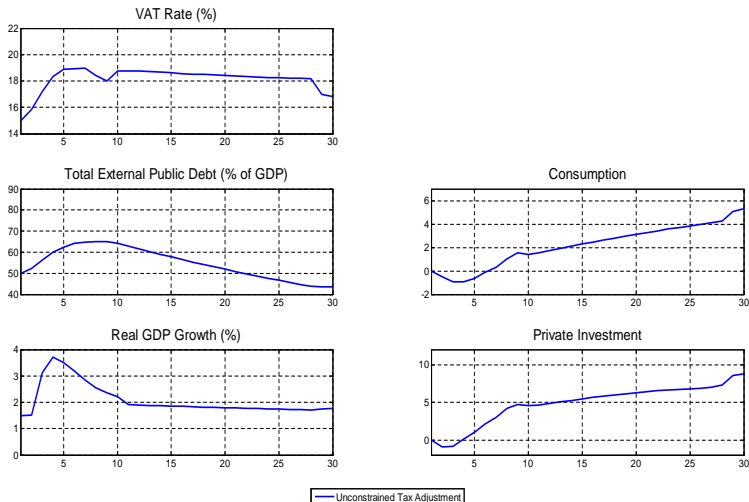 VAT Rate (%)
22
20
18
16
14
5 10 15 20 25 30
Total External Public Debt (% of GDP)
90
80
70
60
50
40
5 10 15 20 25 30
Consumption
6
4
2
0
-2
5 10 15 20 25 30
Real GDP Growth (%)
4
3
2
1
0
5 10 15 20 25 30
Private Investment
10
5
0
5 10 15 20 25 30
Unconstrained Tax Adjustment